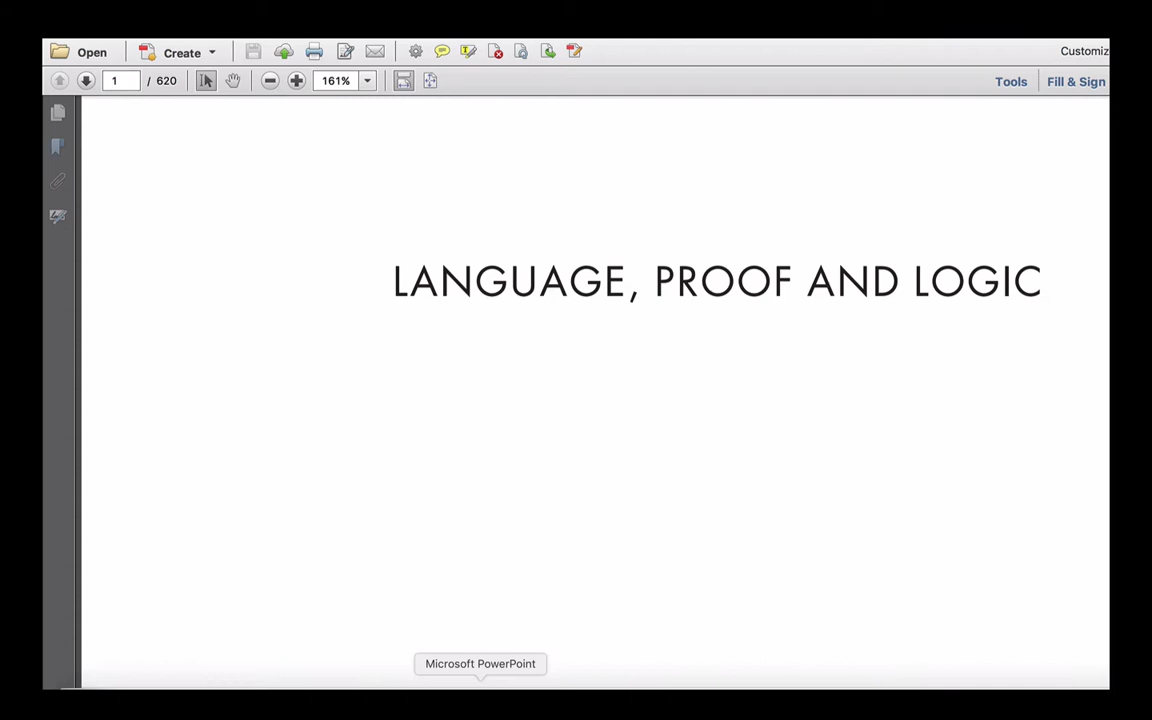 Open Create Customiz
1 / 620 161% Tools Fill & Sign
LANGUAGE, PROOF AND LOGIC
Microsoft PowerPoint